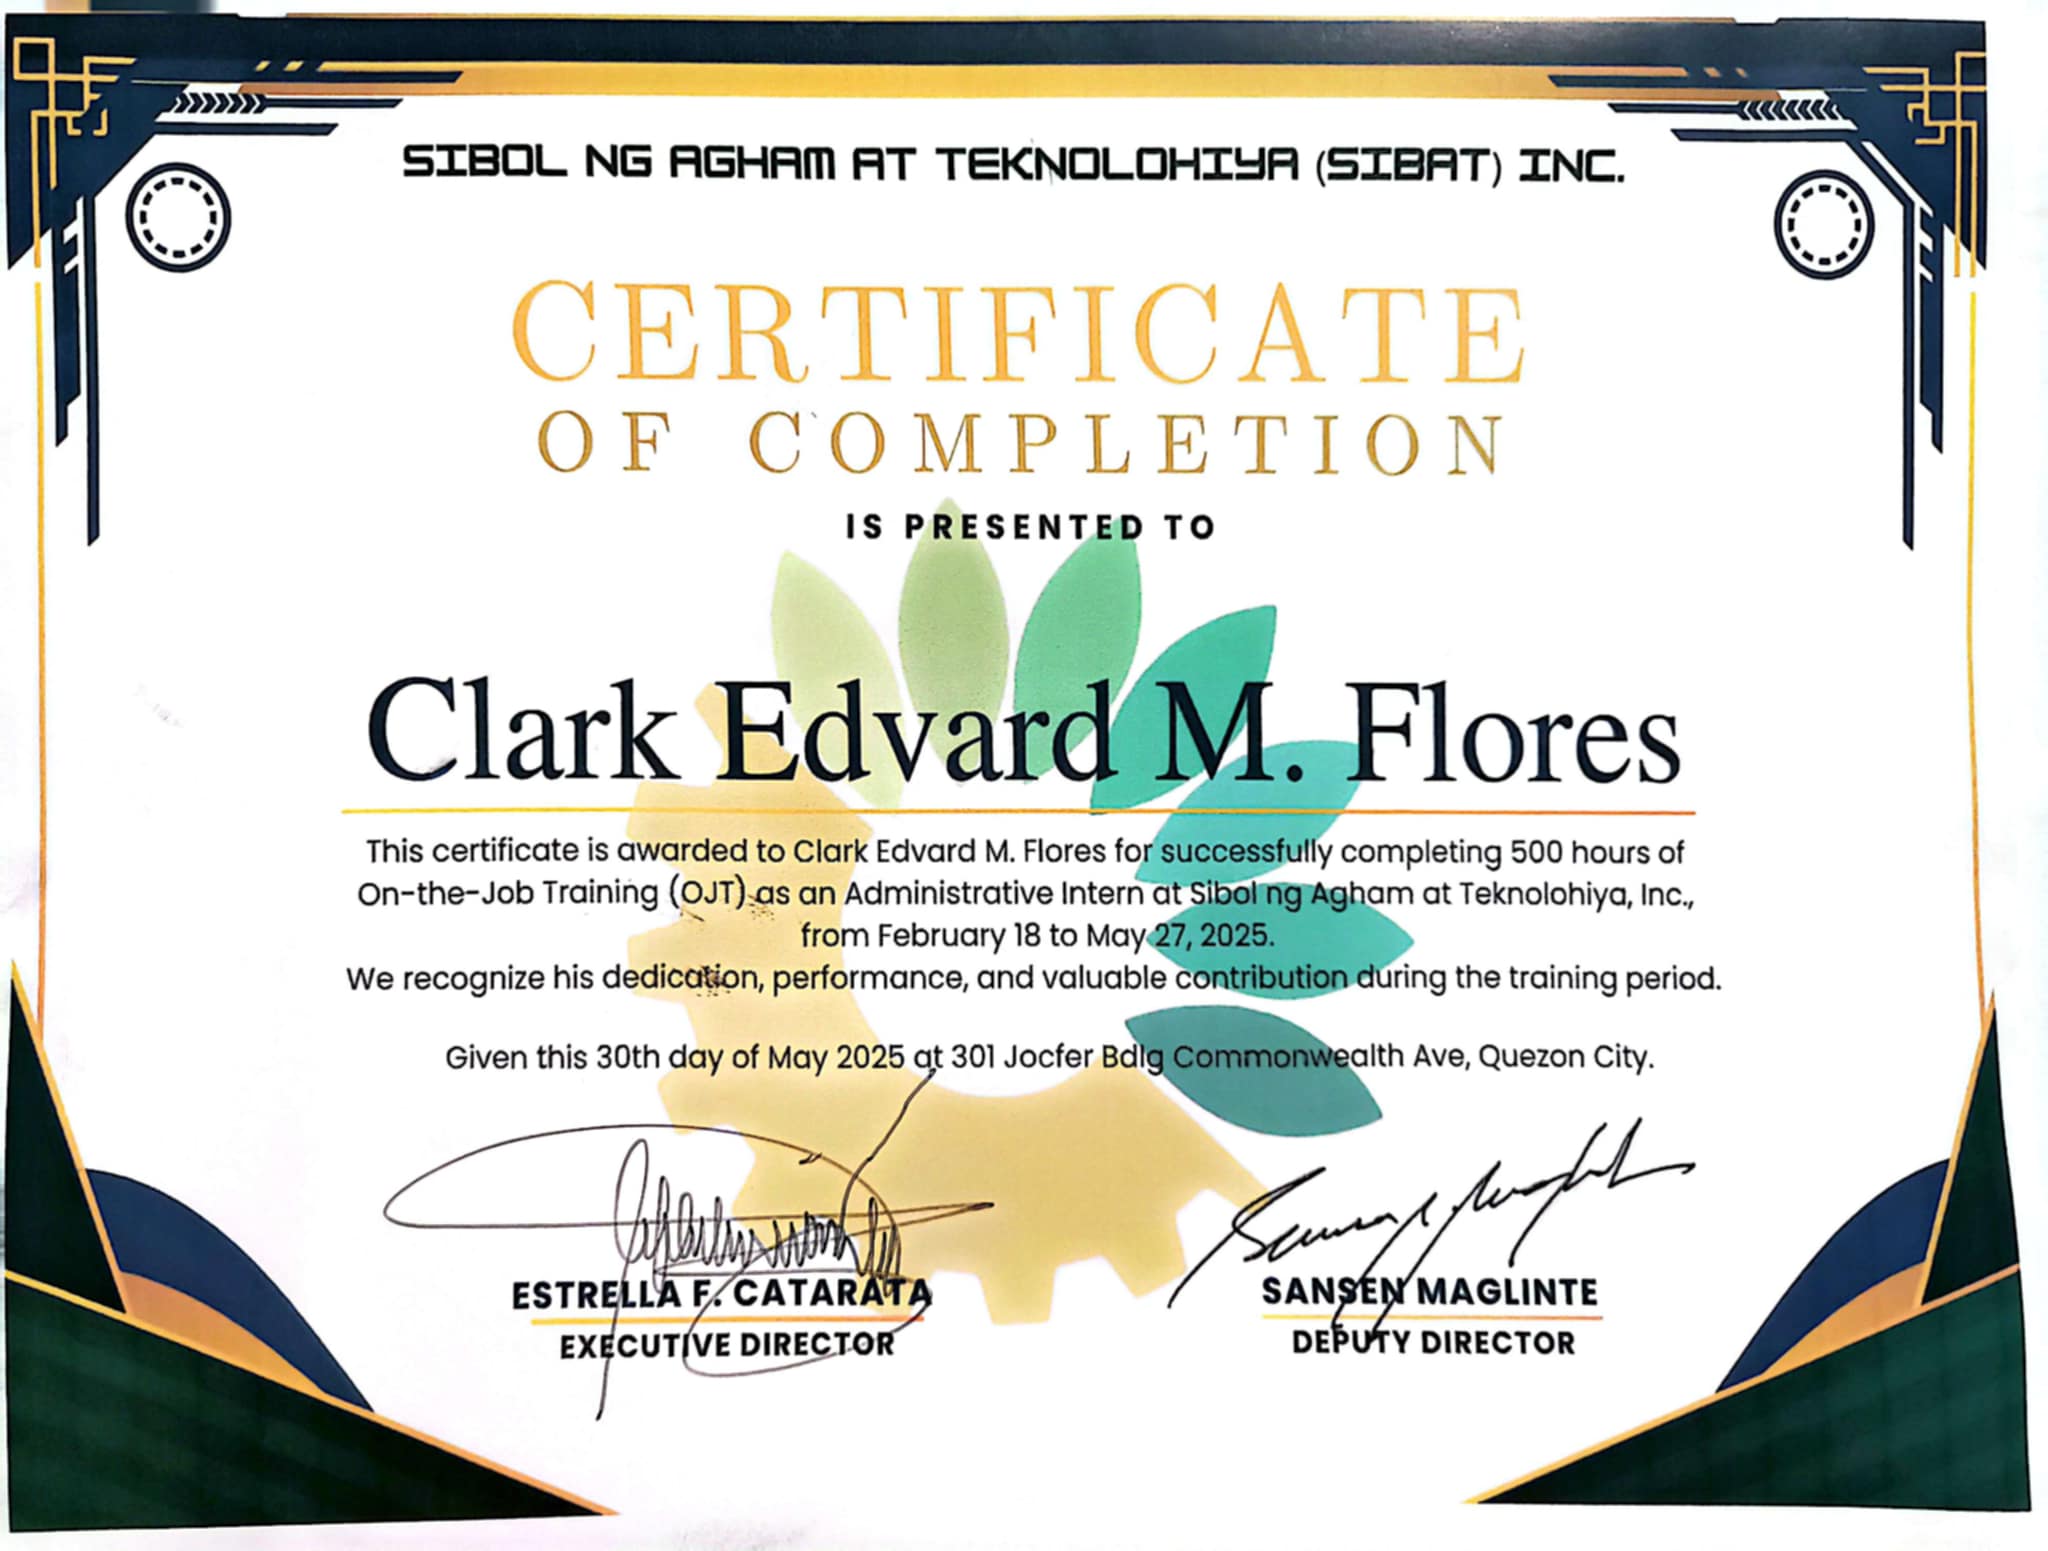 SIBOL NG AGHAM AT TEKNOLOHIYA (SIBAT) INC.
CERTIFICATE
OF COMPLETION
IS PRESENTED TO
Clark Edvard M. Flores
This certificate is awarded to Clark Edvard M. Flores for successfully completing 500 hours of
On-the-Job Training (OJT) as an Administrative Intern at Sibol ng Agham at Teknolohiya, Inc.,
from February 18 to May 27, 2025.
We recognize his dedication, performance, and valuable contribution during the training period.
Given this 30th day of May 2025 at 301 Jocfer Bdlg Commonwealth Ave, Quezon City.
ESTRELLA F. CATARATA
EXECUTIVE DIRECTOR
SANSEN MAGLINTE
DEPUTY DIRECTOR